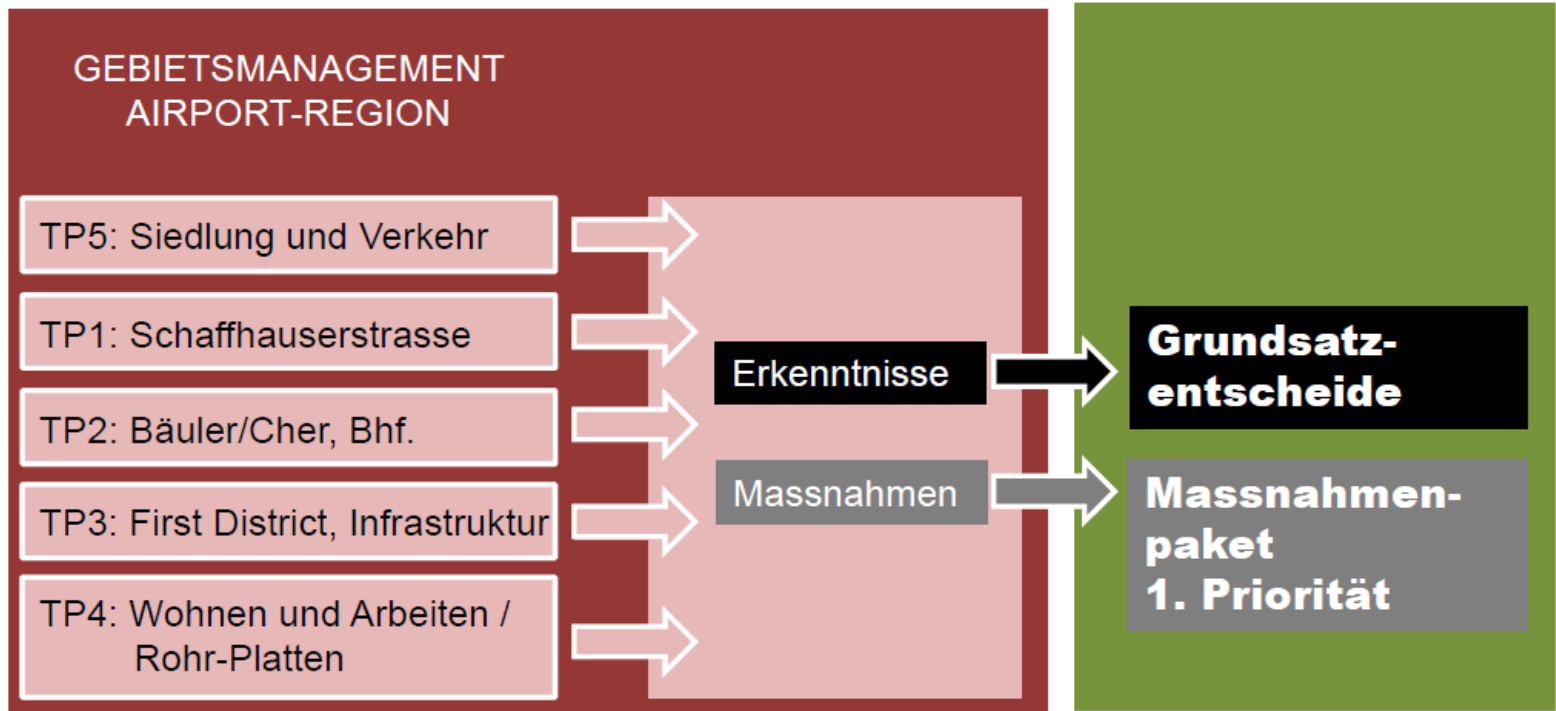 GEBIETSMANAGEMENT
AIRPORT-REGION
TP5: Siedlung und Verkehr
TP1: Schaffhauserstrasse
TP2: Bäuler/Cher, Bhf.
TP3: First District, Infrastruktur
TP4: Wohnen und Arbeiten /
Rohr-Platten
Erkenntnisse
Massnahmen
Grundsatz-
entscheide
Massnahmen-
paket
1. Priorität